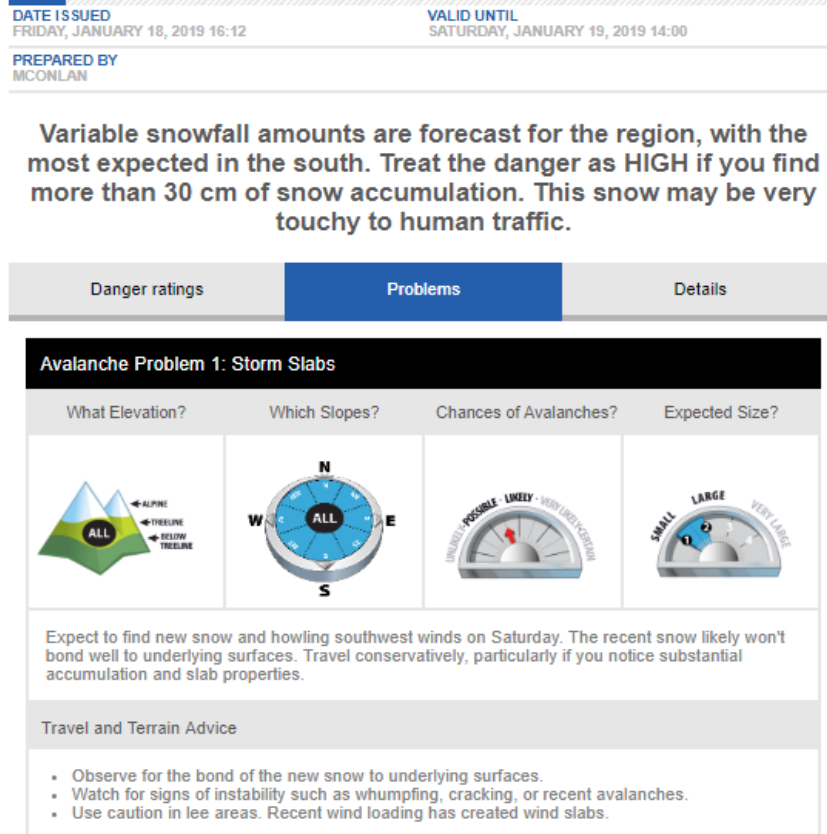 DATE ISSUED
FRIDAY, JANUARY 18, 2019 16:12
VALID UNTIL
SATURDAY, JANUARY 19, 2019 14:00
PREPARED BY
MCONLAN
Variable snowfall amounts are forecast for the region, with the
most expected in the south. Treat the danger as HIGH if you find
more than 30 cm of snow accumulation. This snow may be very
touchy to human traffic.
Danger ratings
Problems
Details
Avalanche Problem 1: Storm Slabs
What Elevation?
Which Slopes?
Chances of Avalanches?
Expected Size?
ALPINE
TREELINE
BELOW
TREELINE
ALL
N
W
ALL
E
S
UNLIKELY POSSIBLE · LIKELY · VERY LIKELY CERTAIN
SMALL LARGE VERY LARGE
1 2 3 4
Expect to find new snow and howling southwest winds on Saturday. The recent snow likely won't
bond well to underlying surfaces. Travel conservatively, particularly if you notice substantial
accumulation and slab properties.
Travel and Terrain Advice
• Observe for the bond of the new snow to underlying surfaces.
• Watch for signs of instability such as whumpfing, cracking, or recent avalanches.
• Use caution in lee areas. Recent wind loading has created wind slabs.